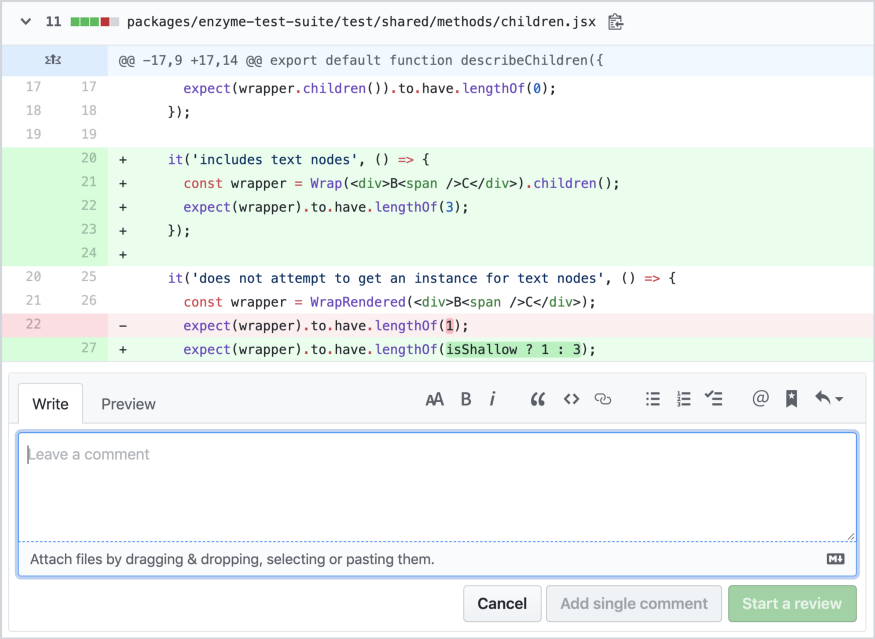 11 packages/enzyme-test-suite/test/shared/methods/children.jsx
@@ -17,9 +17,14 @@ export default function describeChildren({
17 17 expect(wrapper.children()).to.have.lengthOf(0);
18 18 });
19 19
20 + it('includes text nodes', () => {
21 + const wrapper = Wrap(<div>B<span />C</div>).children();
22 + expect(wrapper).to.have.lengthOf(3);
23 + });
24 +
20 25 it('does not attempt to get an instance for text nodes', () => {
21 26 const wrapper = WrapRendered(<div>B<span />C</div>);
22 - expect(wrapper).to.have.lengthOf(1);
27 + expect(wrapper).to.have.lengthOf(isShallow ? 1 : 3);
Write Preview AA B i “ <> @
Leave a comment
Attach files by dragging & dropping, selecting or pasting them. M↓
Cancel Add single comment Start a review